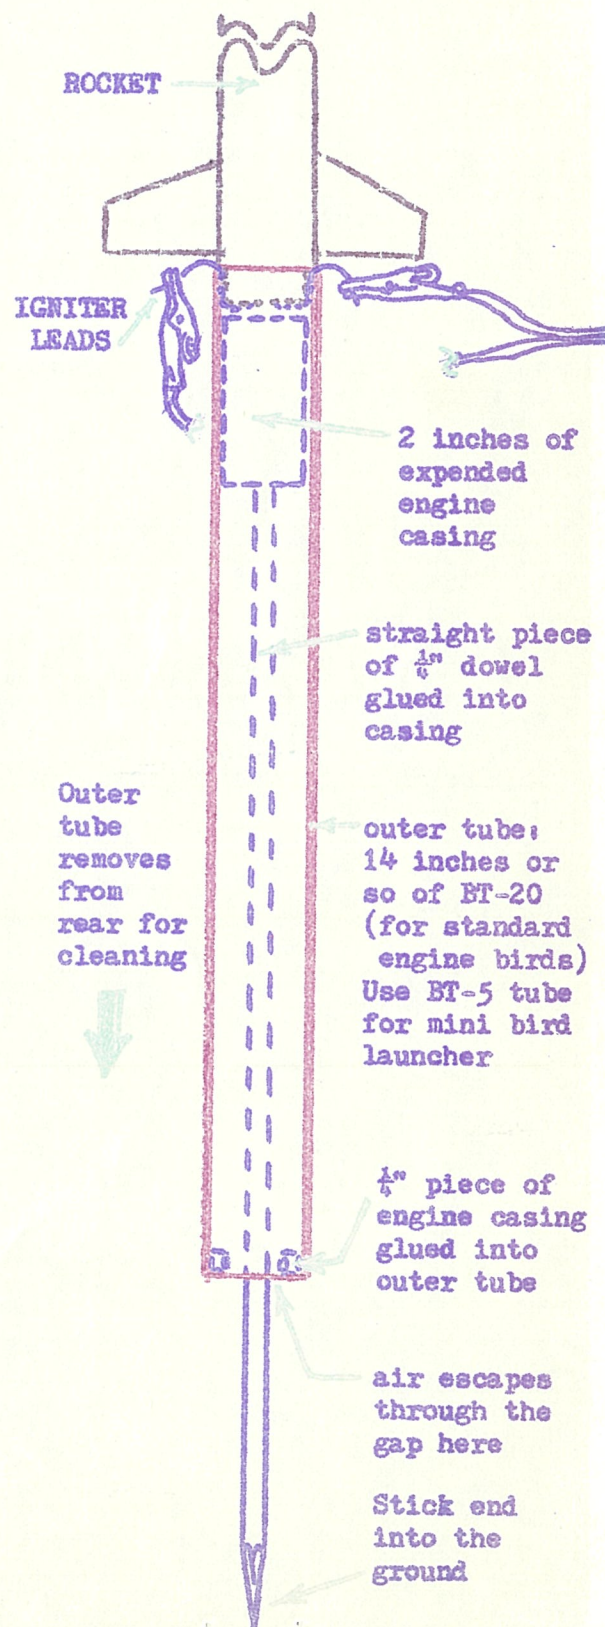 ROCKET
IGNITER
LEADS
2 inches of
expended
engine
casing
straight piece
of ¼" dowel
glued into
casing
Outer
tube
removes
from
rear for
cleaning
outer tube:
14 inches or
so of BT-20
(for standard
engine birds)
Use BT-5 tube
for mini bird
launcher
¼" piece of
engine casing
glued into
outer tube
air escapes
through the
gap here
Stick end
into the
ground